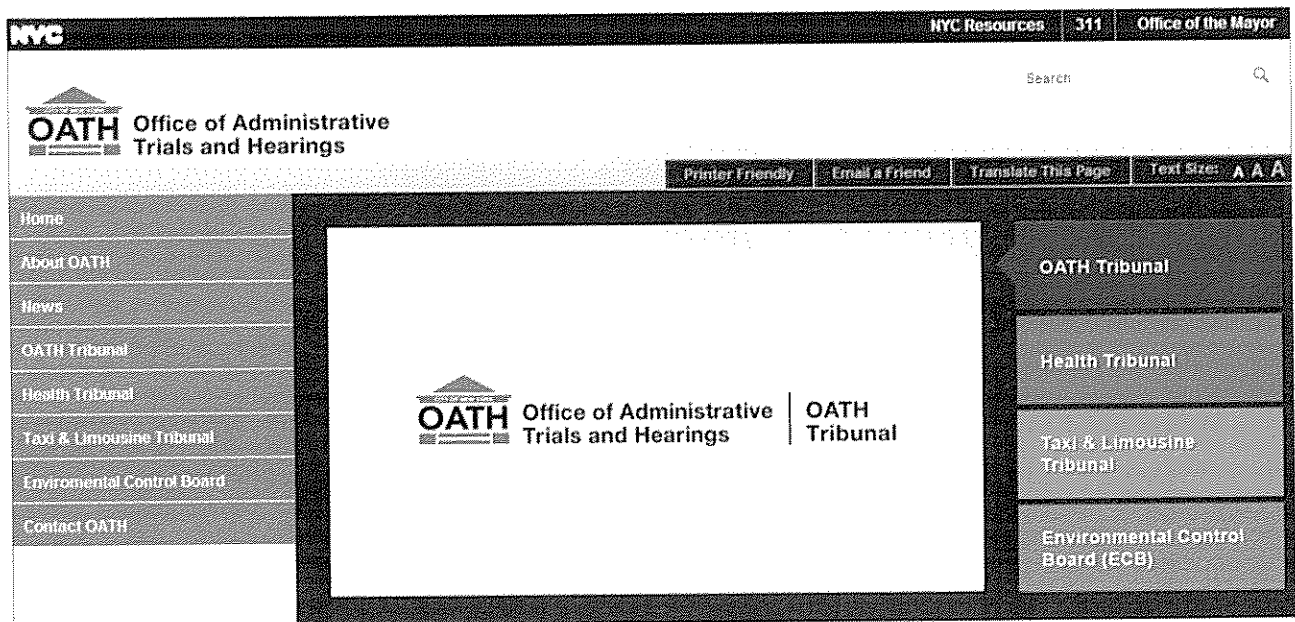 NYC
NYC Resources 311 Office of the Mayor
Search
OATH Office of Administrative
Trials and Hearings
Printer Friendly Email a Friend Translate This Page Text Size: A A A
Home
About OATH
News
OATH Tribunal
Health Tribunal
Taxi & Limousine Tribunal
Enviromental Control Board
Contact OATH
OATH Office of Administrative
Trials and Hearings
OATH
Tribunal
OATH Tribunal
Health Tribunal
Taxi & Limousine
Tribunal
Environmental Control
Board (ECB)